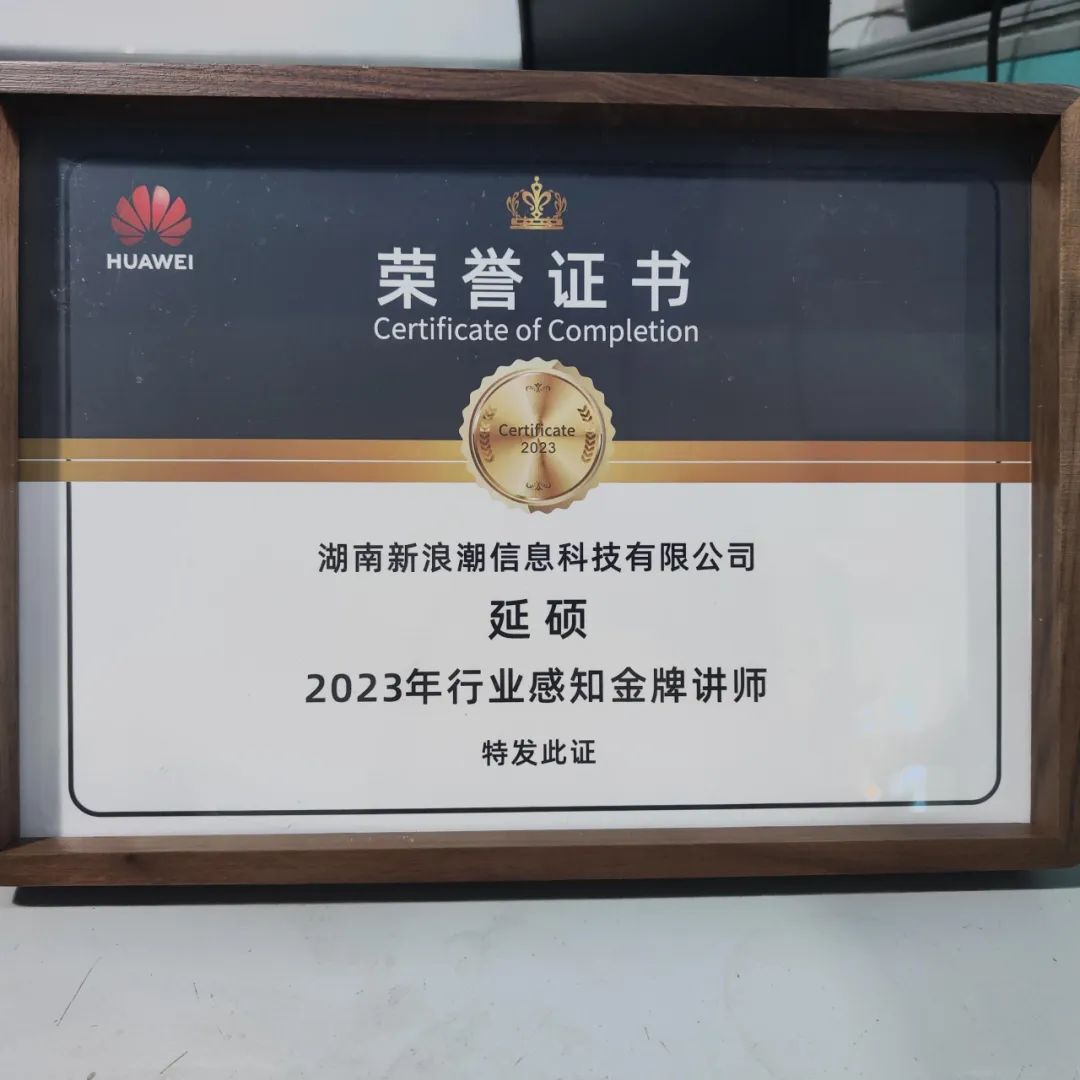 HUAWEI
荣誉证书
Certificate of Completion
Certificate
2023
湖南新浪潮信息科技有限公司
延硕
2023年行业感知金牌讲师
特发此证